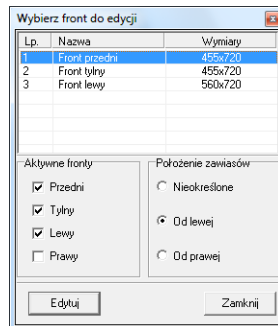 Wybierz front do edycji
Lp. Nazwa Wymiary
1 Front przedni 455x720
2 Front tylny 455x720
3 Front lewy 560x720
Aktywne fronty Położenie zawiasów
Przedni Nieokreślone
Tylny
Lewy Od lewej
Prawy Od prawej
Edytuj Zamknij